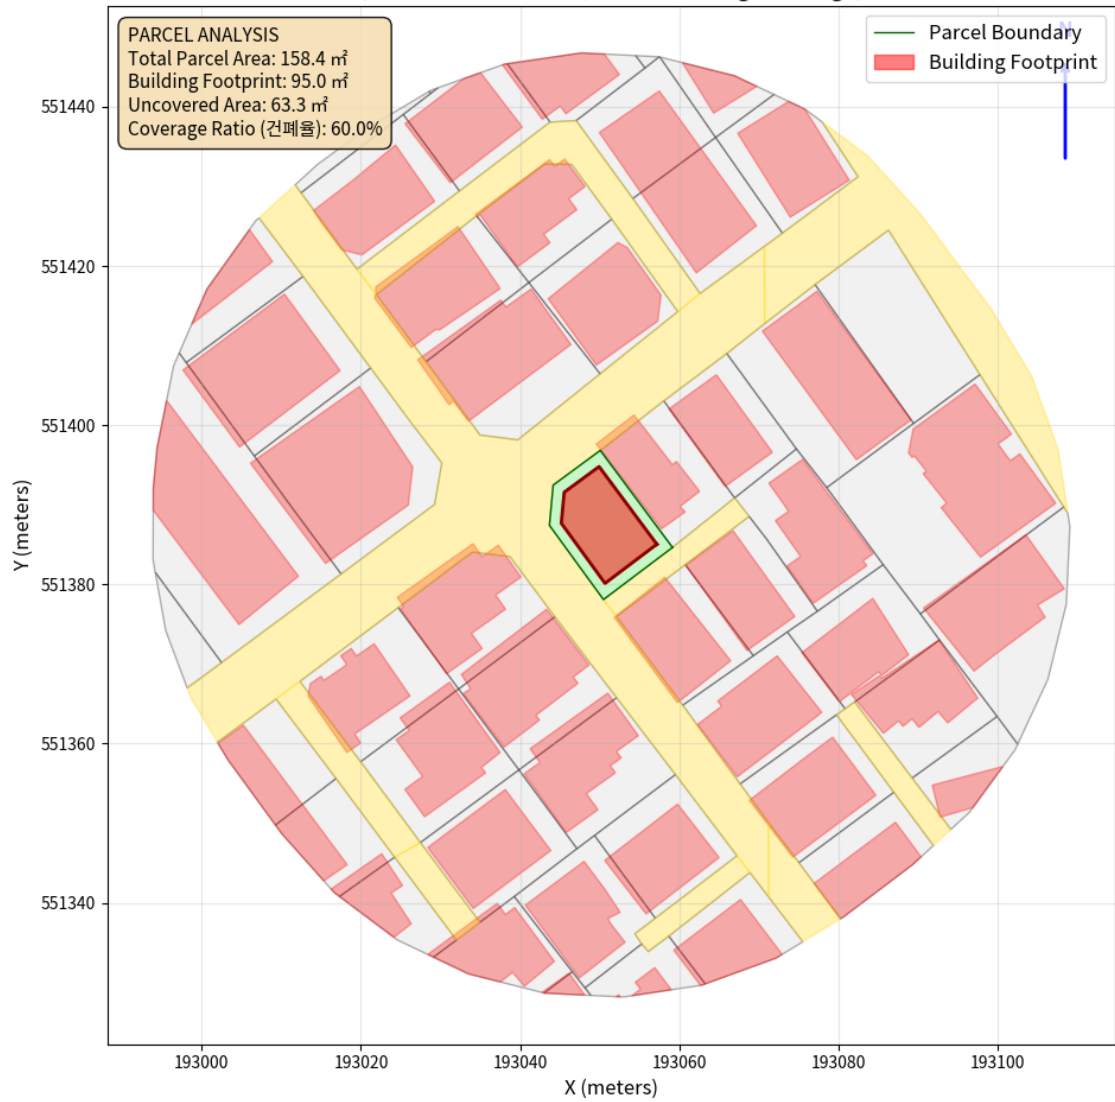 PARCEL ANALYSIS
Total Parcel Area: 158.4 ㎡
Building Footprint: 95.0 ㎡
Uncovered Area: 63.3 ㎡
Coverage Ratio (건폐율): 60.0%
N
Parcel Boundary
Building Footprint
551440
551420
551400
551380
551360
551340
Y (meters)
193000
193020
193040
193060
193080
193100
X (meters)